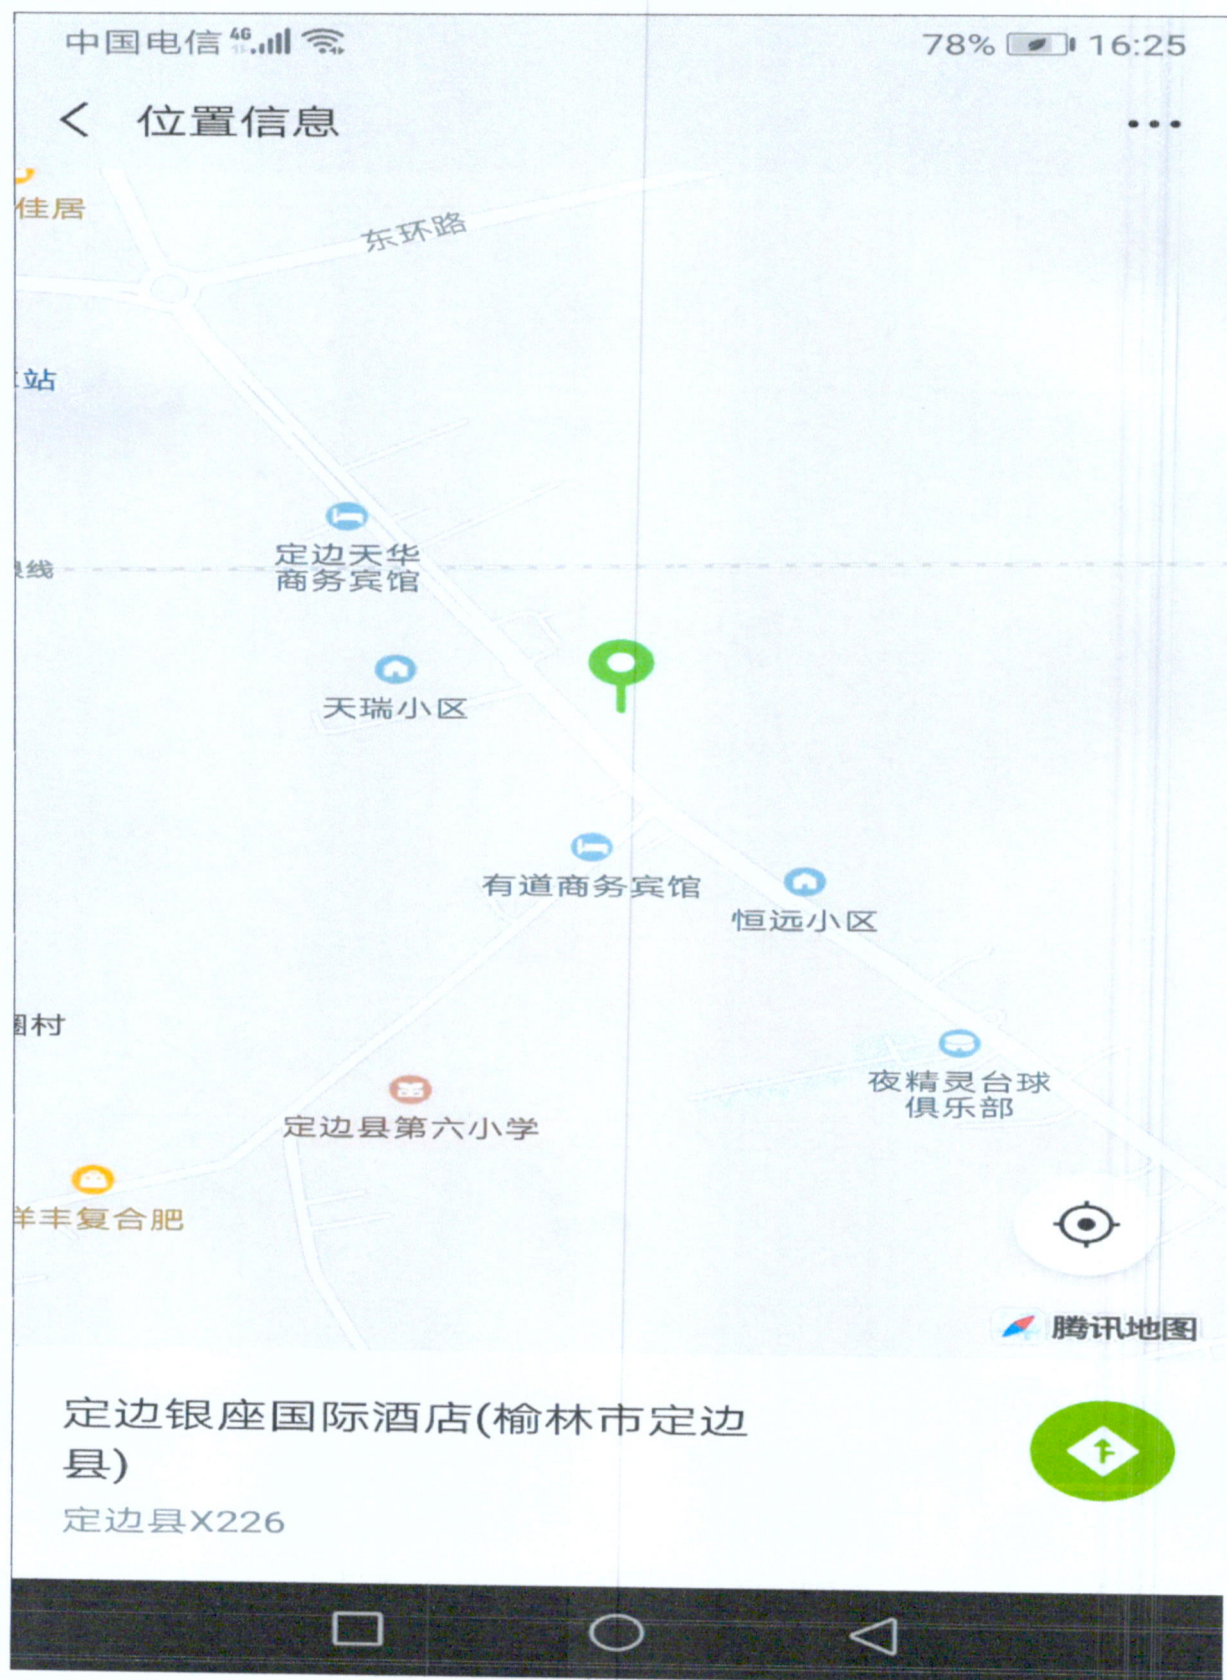 中国电信 4G
78% 16:25
位置信息
佳居
东环路
站
定边天华
商务宾馆
线
天瑞小区
有道商务宾馆
恒远小区
村
夜精灵台球
俱乐部
定边县第六小学
洋丰复合肥
腾讯地图
定边银座国际酒店(榆林市定边
县)
定边县X226